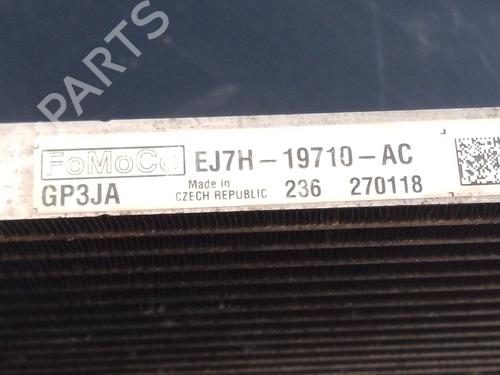 PARTS
FoMoCo EJ7H-19710-AC
GP3JA Made in CZECH REPUBLIC 236 270118